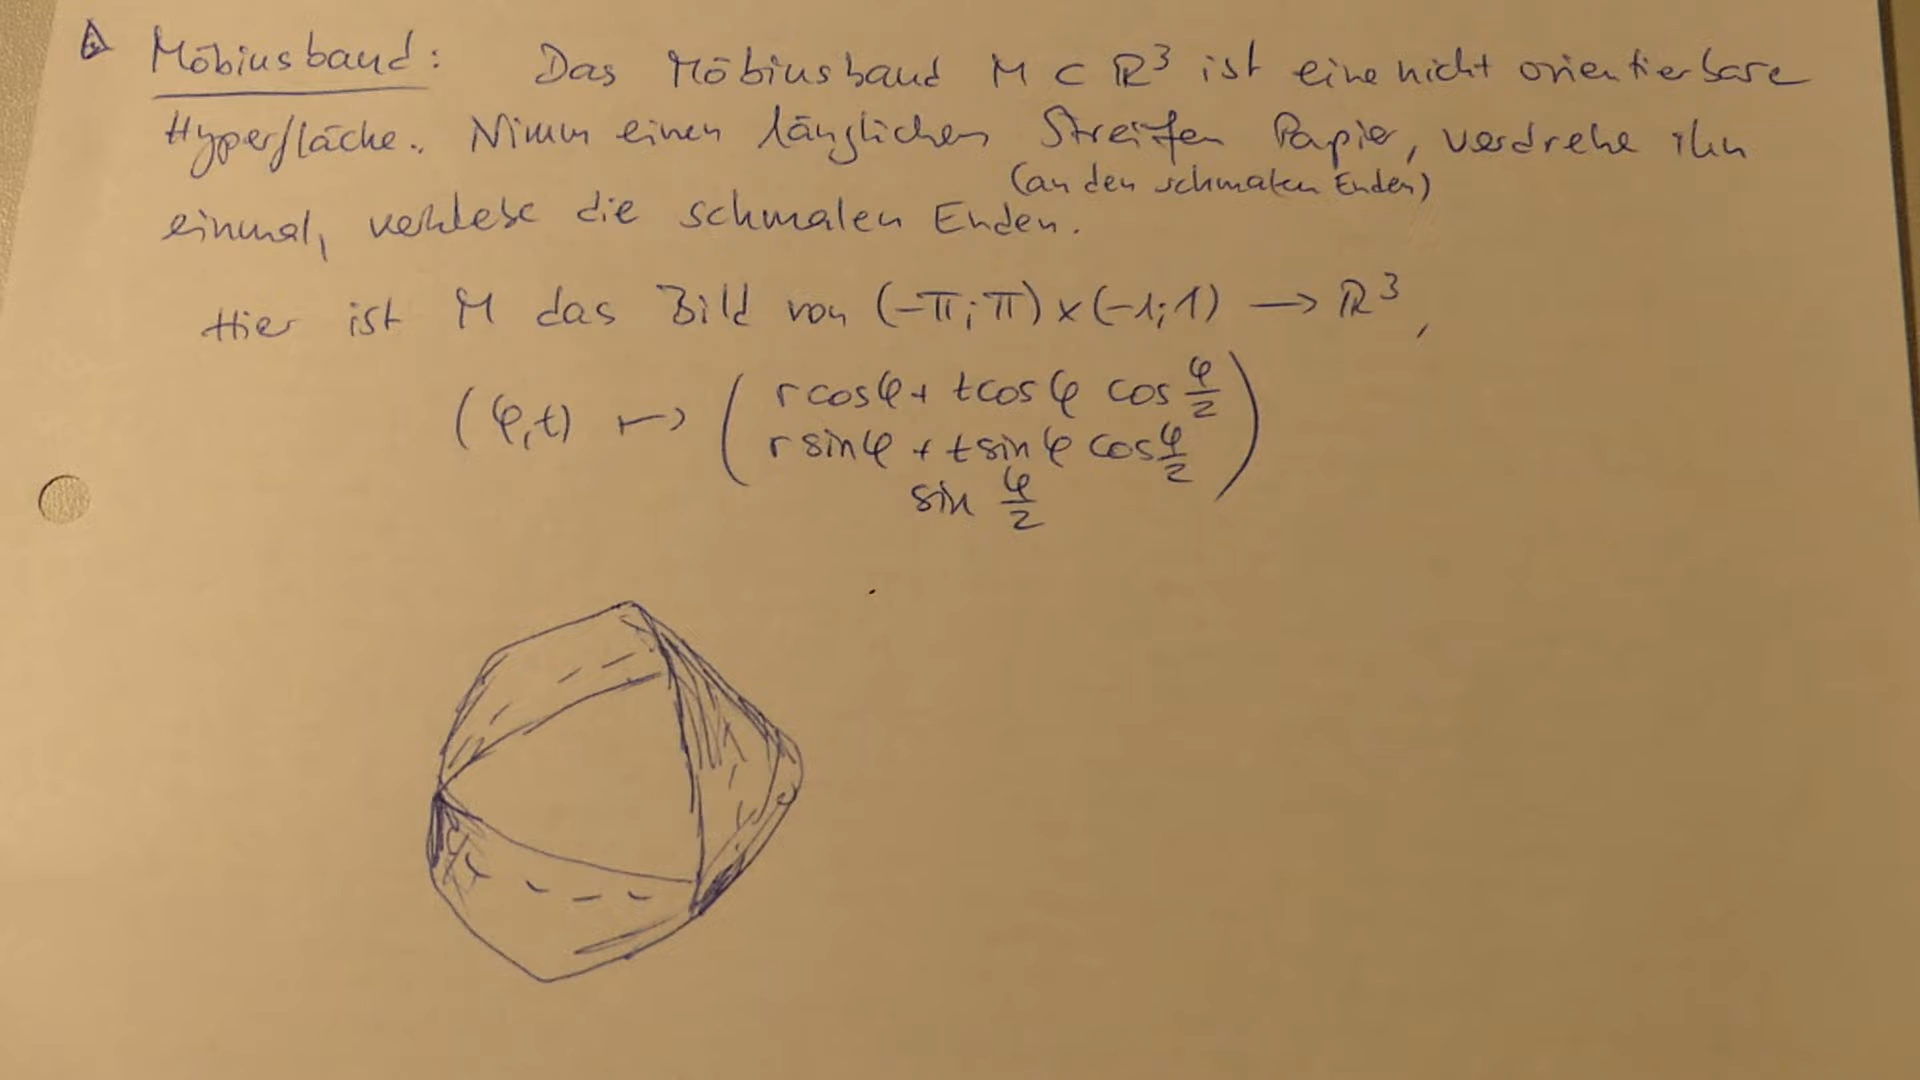 Möbiusband: Das Möbiusband M ⊂ ℝ³ ist eine nicht orientierbare
Hyperfläche. Nimm einen länglichen Streifen Papier, verdrehe ihn
(an den schmalen Enden)
einmal, verklebe die schmalen Enden.
Hier ist M das Bild von (-π; π) × (-1; 1) → ℝ³,
(φ, t) ↦ ( r cos φ + t cos φ cos φ/2
r sin φ + t sin φ cos φ/2
sin φ/2 )